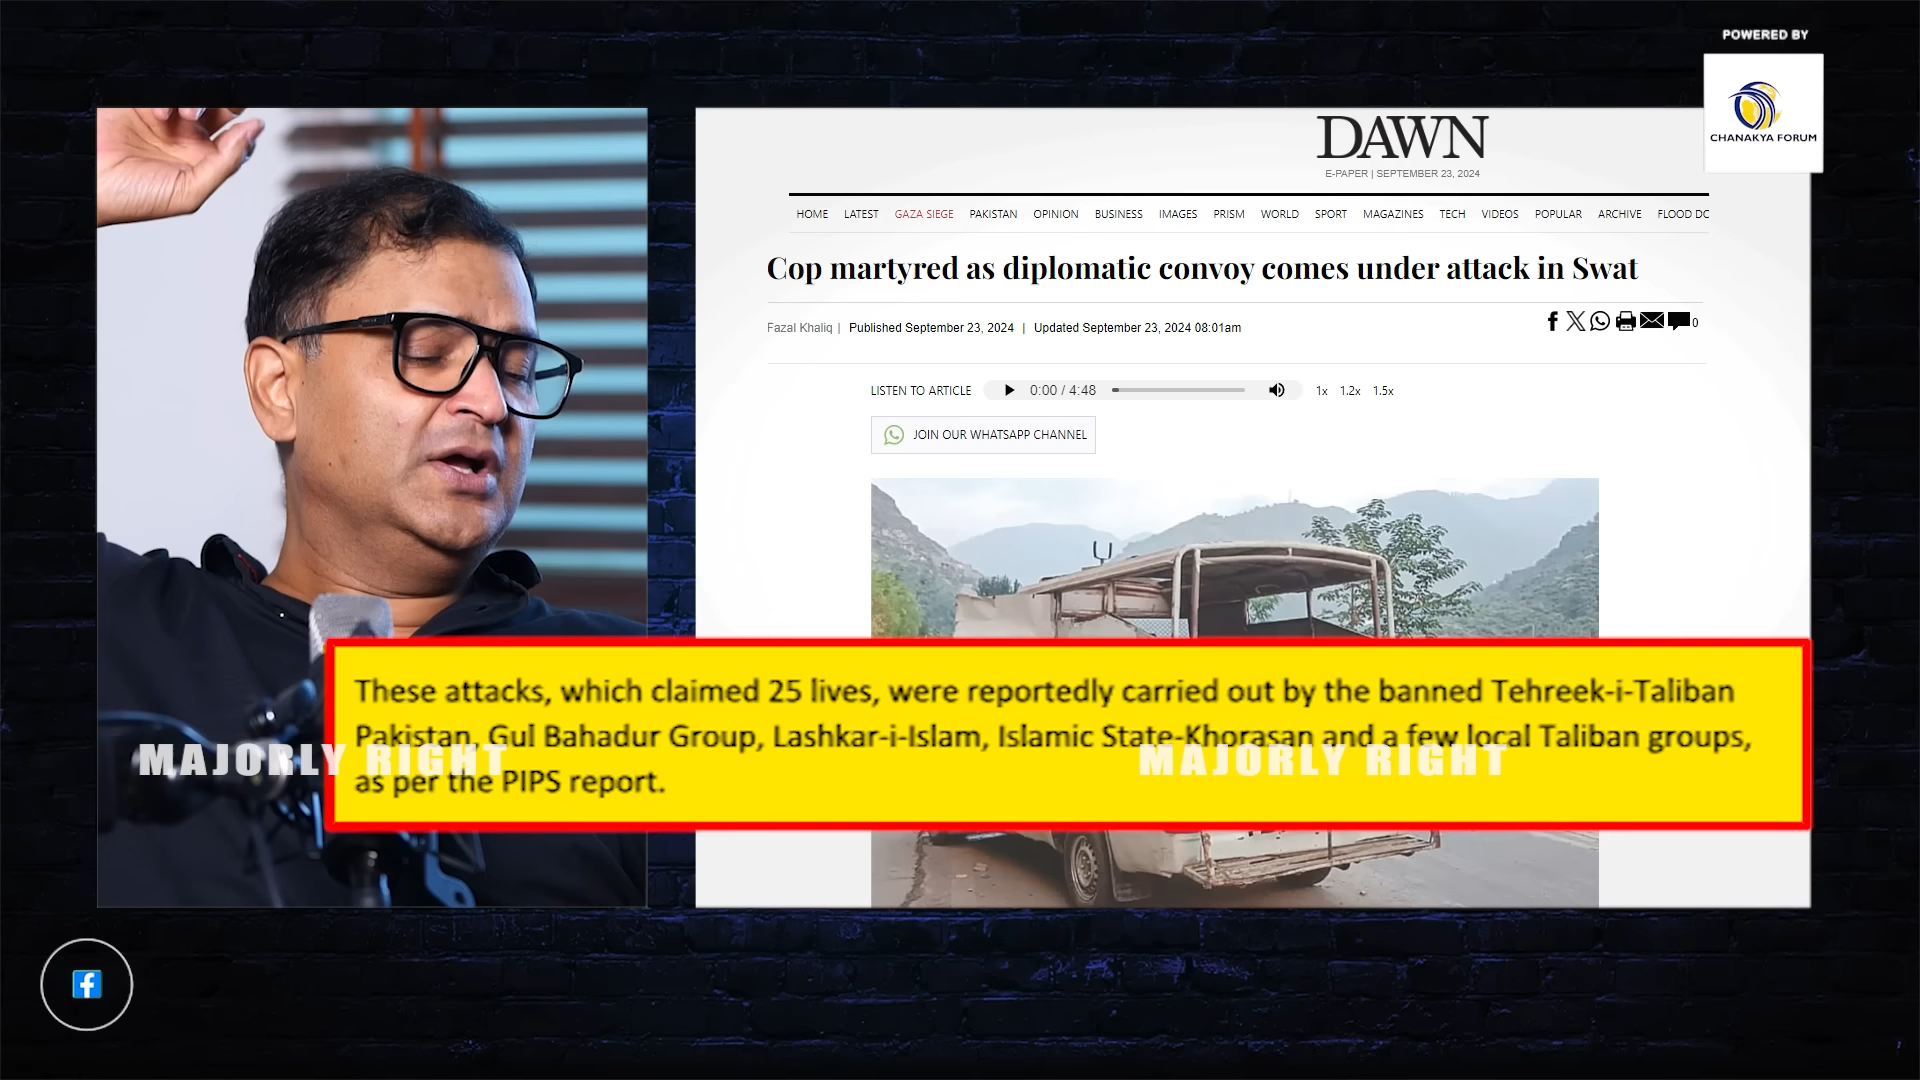 POWERED BY
CHANAKYA FORUM
DAWN
E-PAPER | SEPTEMBER 23, 2024
HOME LATEST GAZA SIEGE PAKISTAN OPINION BUSINESS IMAGES PRISM WORLD SPORT MAGAZINES TECH VIDEOS POPULAR ARCHIVE FLOOD DO
Cop martyred as diplomatic convoy comes under attack in Swat
Fazal Khaliq | Published September 23, 2024 | Updated September 23, 2024 08:01am
0
LISTEN TO ARTICLE 0:00 / 4:48 1x 1.2x 1.5x
JOIN OUR WHATSAPP CHANNEL
These attacks, which claimed 25 lives, were reportedly carried out by the banned Tehreek-i-Taliban
Pakistan, Gul Bahadur Group, Lashkar-i-Islam, Islamic State-Khorasan and a few local Taliban groups,
as per the PIPS report.
MAJORLY RIGHT MAJORLY RIGHT